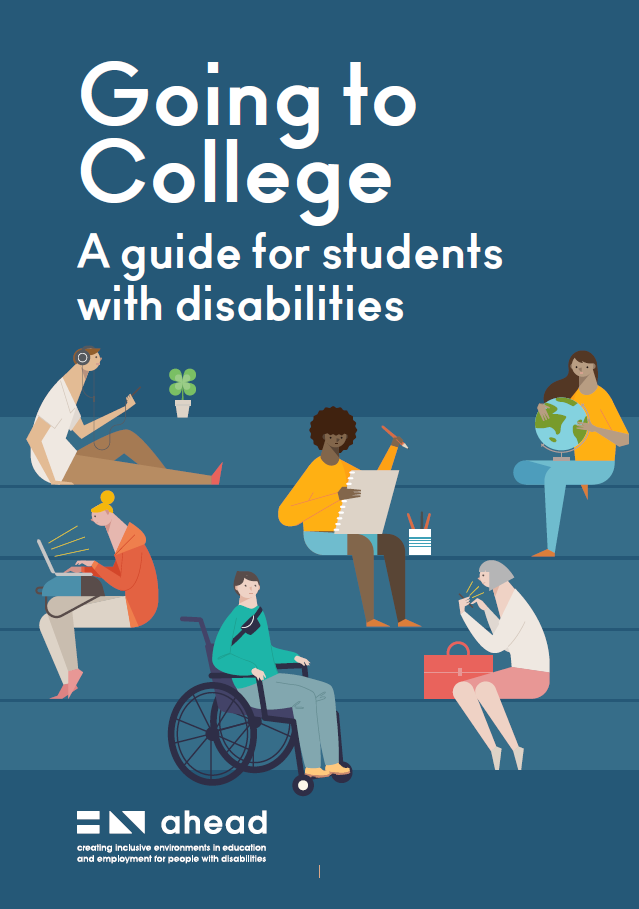 Going to
College
A guide for students
with disabilities
ahead
creating inclusive environments in education
and employment for people with disabilities